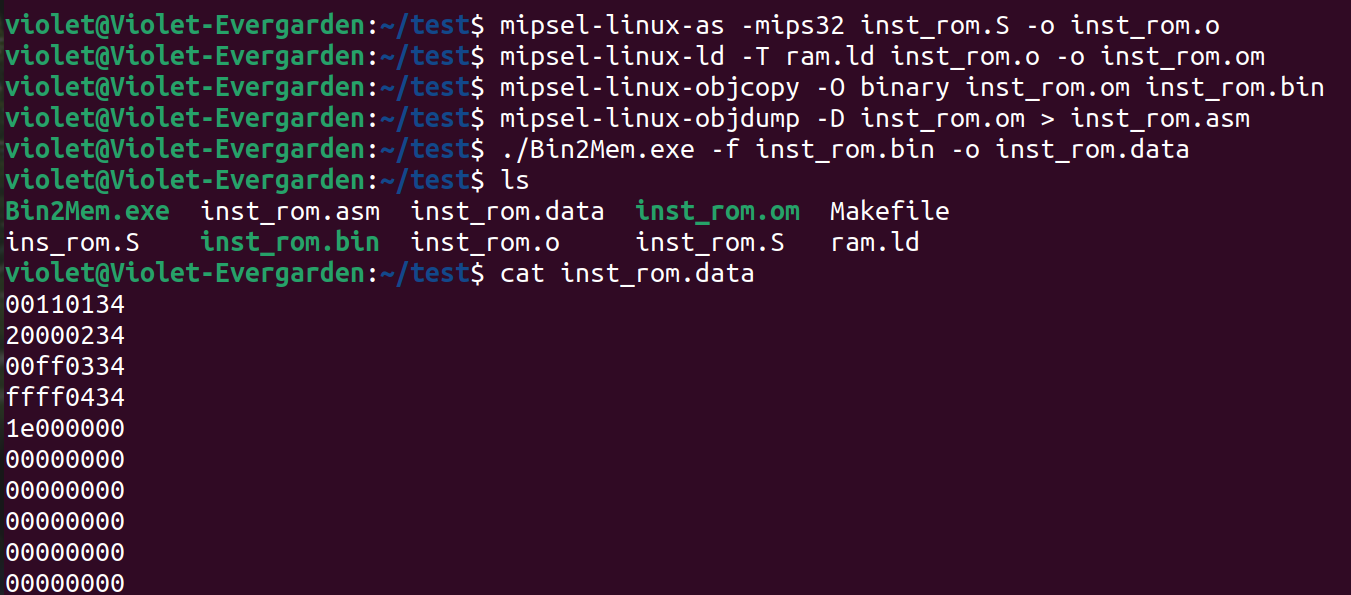 violet@Violet-Evergarden:~/test$ mipsel-linux-as -mips32 inst_rom.S -o inst_rom.o
violet@Violet-Evergarden:~/test$ mipsel-linux-ld -T ram.ld inst_rom.o -o inst_rom.om
violet@Violet-Evergarden:~/test$ mipsel-linux-objcopy -O binary inst_rom.om inst_rom.bin
violet@Violet-Evergarden:~/test$ mipsel-linux-objdump -D inst_rom.om > inst_rom.asm
violet@Violet-Evergarden:~/test$ ./Bin2Mem.exe -f inst_rom.bin -o inst_rom.data
violet@Violet-Evergarden:~/test$ ls
Bin2Mem.exe  inst_rom.asm  inst_rom.data  inst_rom.om  Makefile
ins_rom.S    inst_rom.bin  inst_rom.o     inst_rom.S   ram.ld
violet@Violet-Evergarden:~/test$ cat inst_rom.data
00110134
20000234
00ff0334
ffff0434
1e000000
00000000
00000000
00000000
00000000
00000000